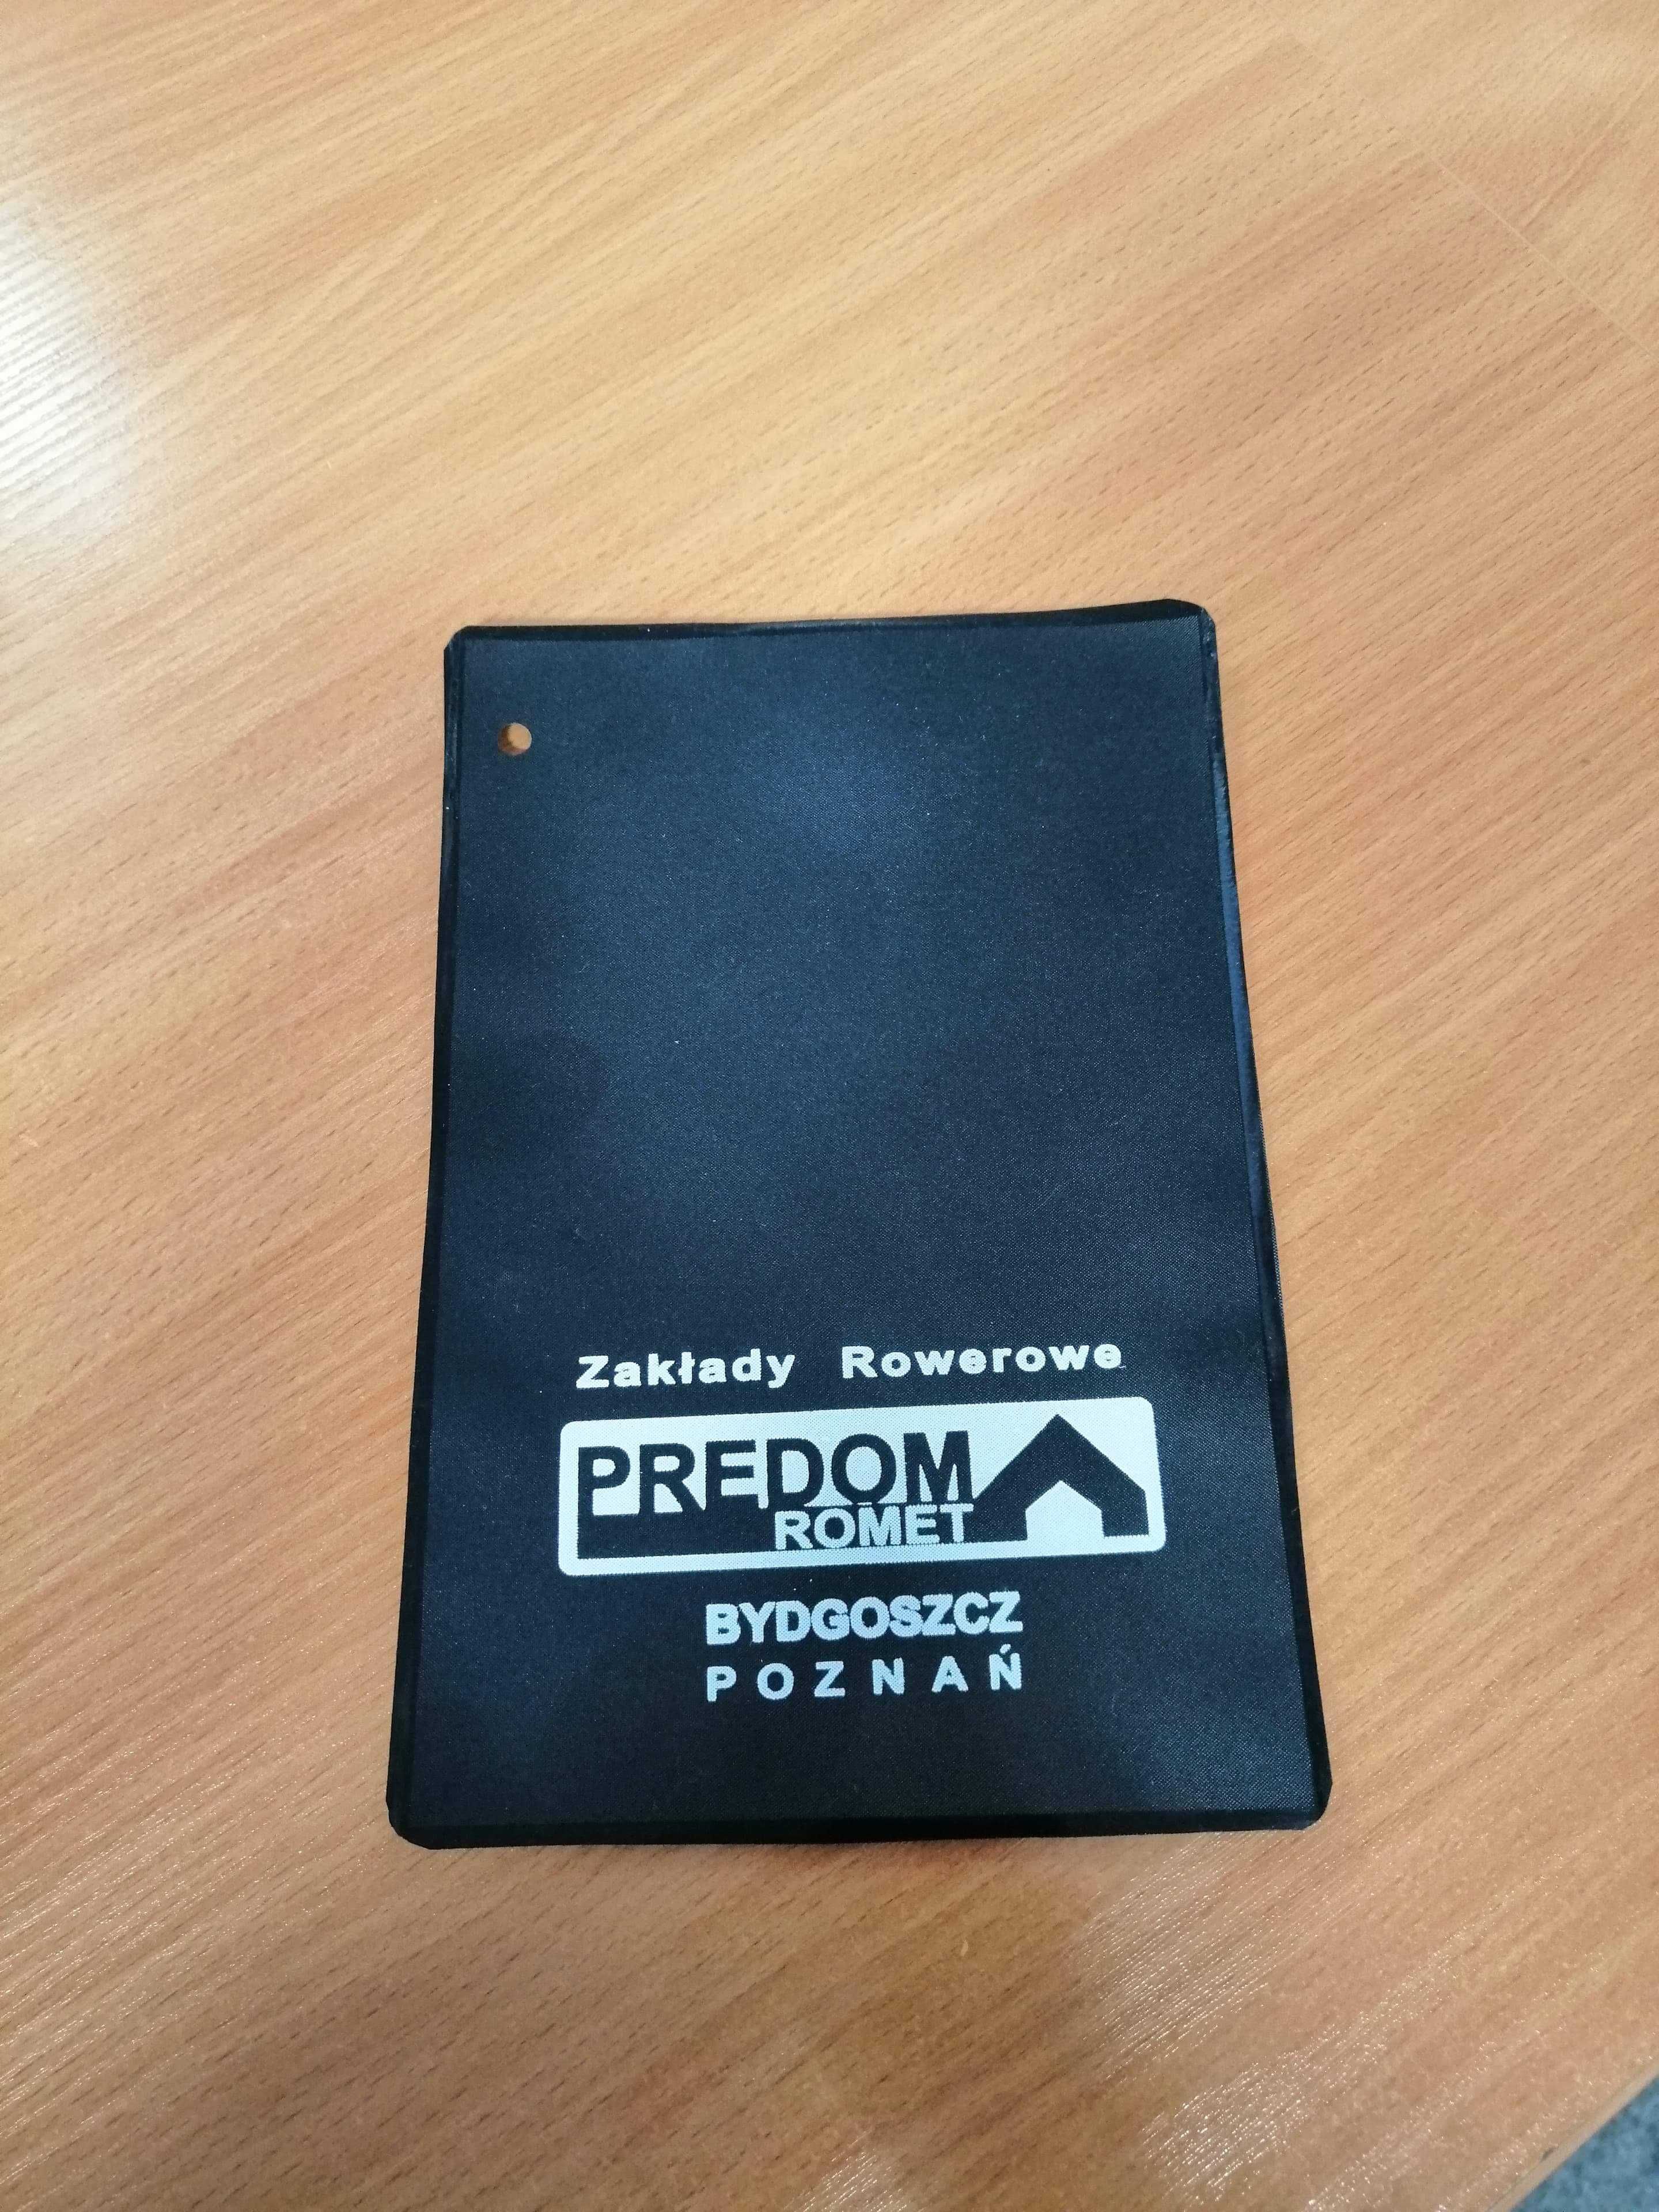 Zakłady Rowerowe
PREDOM
ROMET
BYDGOSZCZ
POZNAŃ